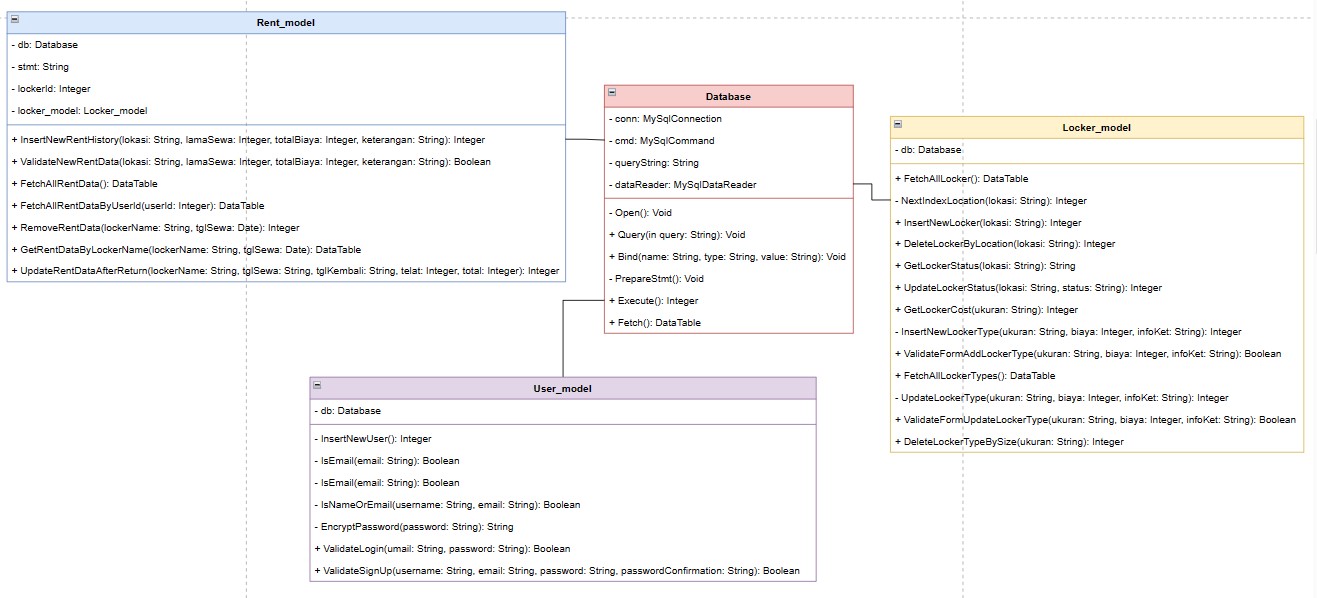 Rent_model
- db: Database
- stmt: String
- lockerId: Integer
- locker_model: Locker_model
+ InsertNewRentHistory(lokasi: String, lamaSewa: Integer, totalBiaya: Integer, keterangan: String): Integer
+ ValidateNewRentData(lokasi: String, lamaSewa: Integer, totalBiaya: Integer, keterangan: String): Boolean
+ FetchAllRentData(): DataTable
+ FetchAllRentDataByUserId(userId: Integer): DataTable
+ RemoveRentData(lockerName: String, tglSewa: Date): Integer
+ GetRentDataByLockerName(lockerName: String, tglSewa: Date): DataTable
+ UpdateRentDataAfterReturn(lockerName: String, tglSewa: String, tglKembali: String, telat: Integer, total: Integer): Integer
Database
- conn: MySqlConnection
- cmd: MySqlCommand
- queryString: String
- dataReader: MySqlDataReader
- Open(): Void
+ Query(in query: String): Void
+ Bind(name: String, type: String, value: String): Void
- PrepareStmt(): Void
+ Execute(): Integer
+ Fetch(): DataTable
Locker_model
- db: Database
+ FetchAllLocker(): DataTable
- NextIndexLocation(lokasi: String): Integer
+ InsertNewLocker(lokasi: String): Integer
+ DeleteLockerByLocation(lokasi: String): Integer
+ GetLockerStatus(lokasi: String): String
+ UpdateLockerStatus(lokasi: String, status: String): Integer
+ GetLockerCost(ukuran: String): Integer
- InsertNewLockerType(ukuran: String, biaya: Integer, infoKet: String): Integer
+ ValidateFormAddLockerType(ukuran: String, biaya: Integer, infoKet: String): Boolean
+ FetchAllLockerTypes(): DataTable
- UpdateLockerType(ukuran: String, biaya: Integer, infoKet: String): Integer
+ ValidateFormUpdateLockerType(ukuran: String, biaya: Integer, infoKet: String): Boolean
+ DeleteLockerTypeBySize(ukuran: String): Integer
User_model
- db: Database
- InsertNewUser(): Integer
- IsEmail(email: String): Boolean
- IsEmail(email: String): Boolean
- IsNameOrEmail(username: String, email: String): Boolean
- EncryptPassword(password: String): String
+ ValidateLogin(umail: String, password: String): Boolean
+ ValidateSignUp(username: String, email: String, password: String, passwordConfirmation: String): Boolean